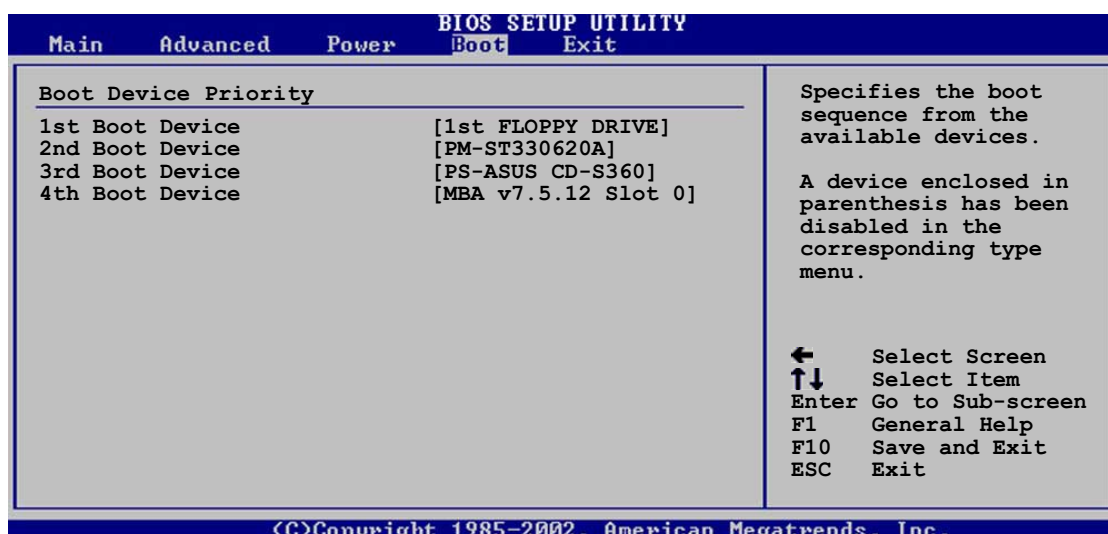 BIOS SETUP UTILITY
Main Advanced Power Boot Exit
Boot Device Priority
1st Boot Device [1st FLOPPY DRIVE]
2nd Boot Device [PM-ST330620A]
3rd Boot Device [PS-ASUS CD-S360]
4th Boot Device [MBA v7.5.12 Slot 0]
Specifies the boot
sequence from the
available devices.
A device enclosed in
parenthesis has been
disabled in the
corresponding type
menu.
← Select Screen
↑↓ Select Item
Enter Go to Sub-screen
F1 General Help
F10 Save and Exit
ESC Exit
(C)Copyright 1985-2002, American Megatrends, Inc.